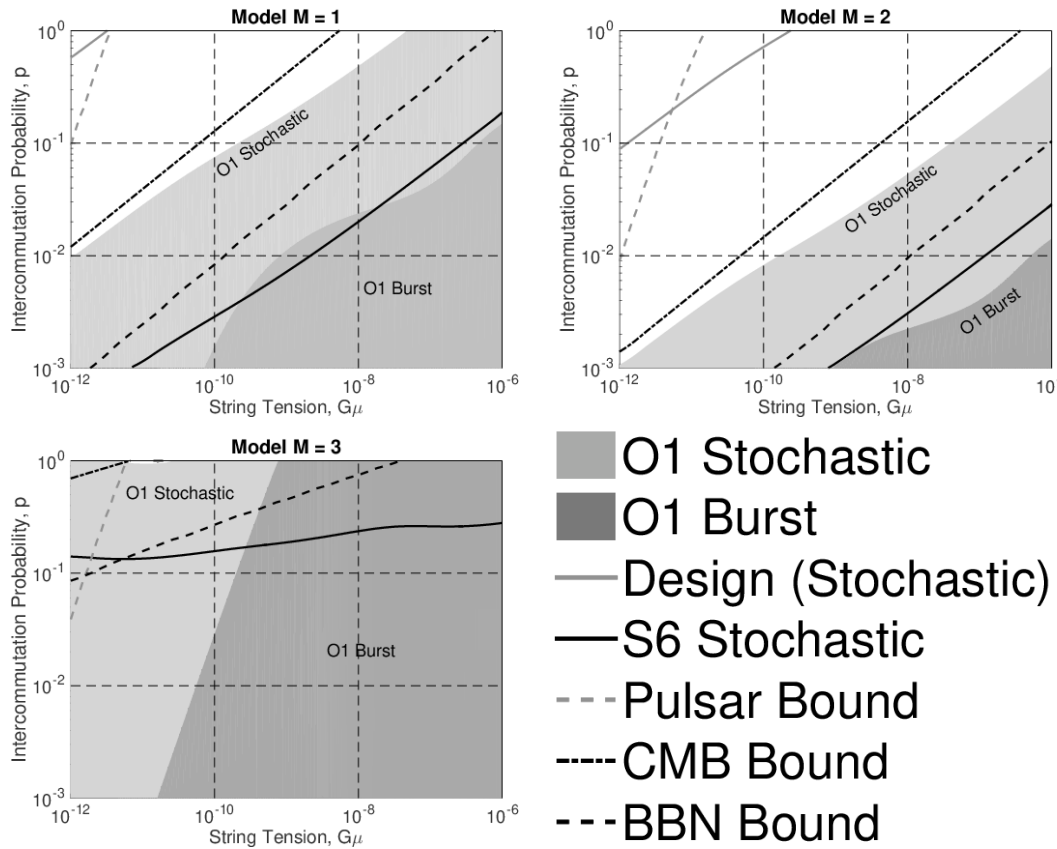 Model M = 1
10^0
10^-1
10^-2
10^-3
Intercommutation Probability, p
O1 Stochastic
O1 Burst
10^-12
10^-10
10^-8
10^-6
String Tension, Gμ
Model M = 2
10^0
10^-1
10^-2
10^-3
Intercommutation Probability, p
O1 Stochastic
O1 Burst
10^-12
10^-10
10^-8
String Tension, Gμ
Model M = 3
10^0
10^-1
10^-2
10^-3
Intercommutation Probability, p
O1 Stochastic
O1 Burst
10^-12
10^-10
10^-8
10^-6
String Tension, Gμ
O1 Stochastic
O1 Burst
Design (Stochastic)
S6 Stochastic
Pulsar Bound
CMB Bound
BBN Bound